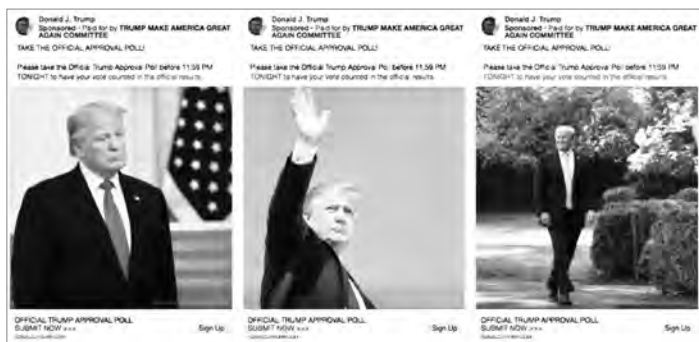 Donald J. Trump
Sponsored · Paid for by TRUMP MAKE AMERICA GREAT
AGAIN COMMITTEE
TAKE THE OFFICIAL APPROVAL POLL!
Please take the Official Trump Approval Poll before 11:59 PM
TONIGHT to have your vote counted in the official results.
OFFICIAL TRUMP APPROVAL POLL
SUBMIT NOW >>>
Sign Up
Donald J. Trump
Sponsored · Paid for by TRUMP MAKE AMERICA GREAT
AGAIN COMMITTEE
TAKE THE OFFICIAL APPROVAL POLL!
Please take the Official Trump Approval Poll before 11:59 PM
TONIGHT to have your vote counted in the official results.
OFFICIAL TRUMP APPROVAL POLL
SUBMIT NOW >>>
Sign Up
Donald J. Trump
Sponsored · Paid for by TRUMP MAKE AMERICA GREAT
AGAIN COMMITTEE
TAKE THE OFFICIAL APPROVAL POLL!
Please take the Official Trump Approval Poll before 11:59 PM
TONIGHT to have your vote counted in the official results.
OFFICIAL TRUMP APPROVAL POLL
SUBMIT NOW >>>
Sign Up